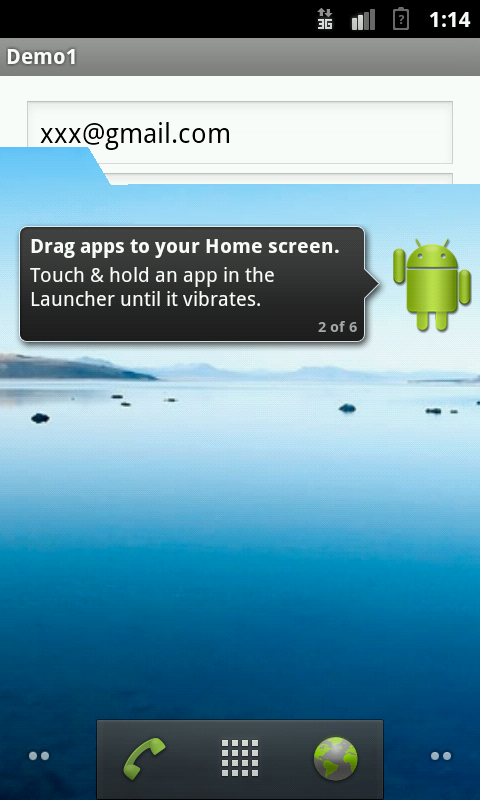 3G
?
1:14
Demo1
xxx@gmail.com
Drag apps to your Home screen.
Touch & hold an app in the
Launcher until it vibrates.
2 of 6